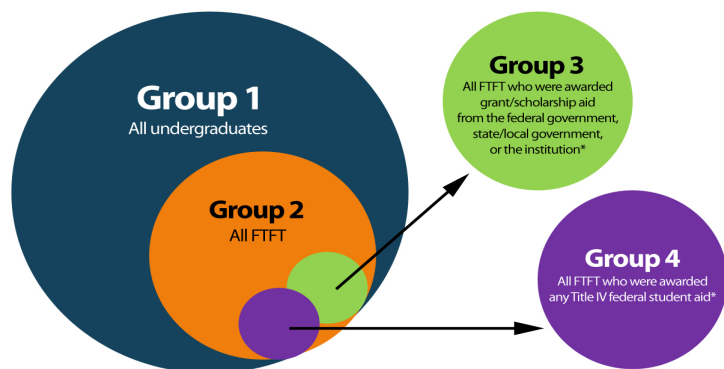 Group 1
All undergraduates
Group 2
All FTFT
Group 3
All FTFT who were awarded
grant/scholarship aid
from the federal government,
state/local government,
or the institution*
Group 4
All FTFT who were awarded
any Title IV federal student aid*